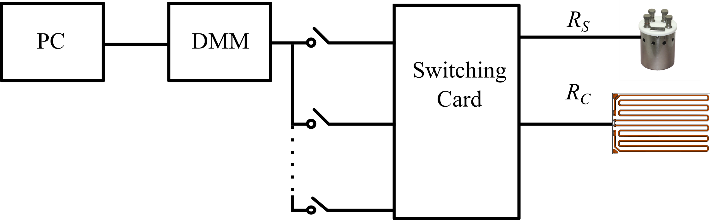 PC
DMM
Switching
Card
R_S
R_C